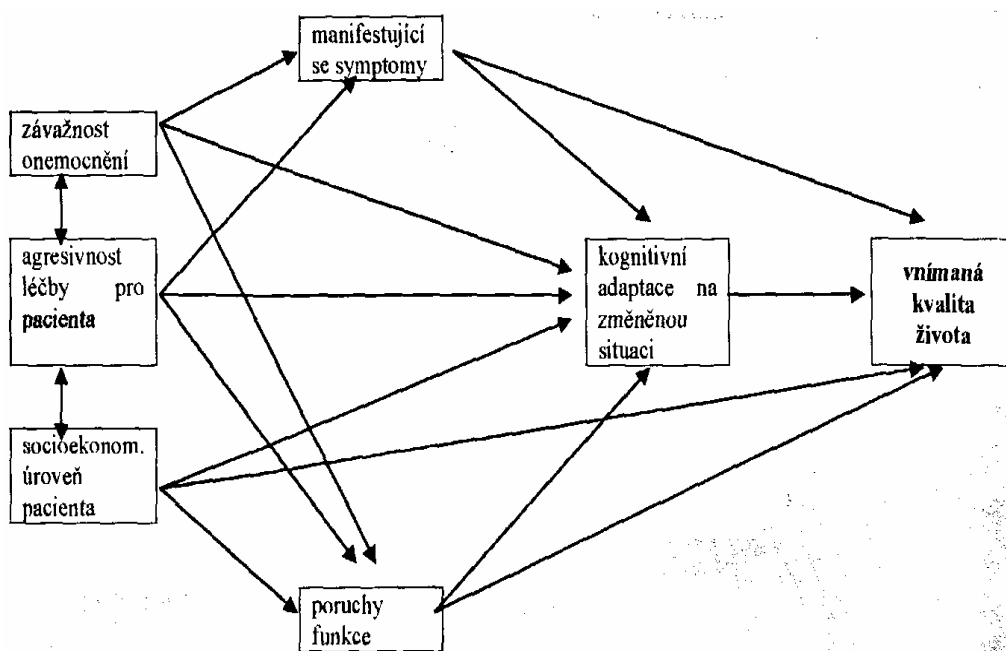 manifestující
se symptomy
závažnost
onemocnění
agresivnost
léčby pro
pacienta
kognitivní
adaptace na
změněnou
situaci
vnímaná
kvalita
života
socioekonom.
úroveň
pacienta
poruchy
funkce